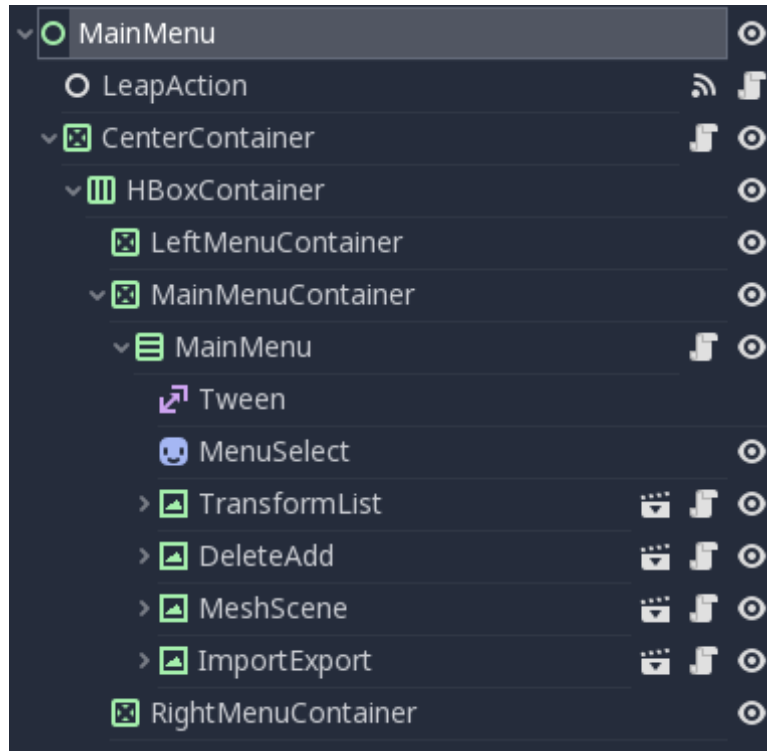 MainMenu
LeapAction
CenterContainer
HBoxContainer
LeftMenuContainer
MainMenuContainer
MainMenu
Tween
MenuSelect
TransformList
DeleteAdd
MeshScene
ImportExport
RightMenuContainer